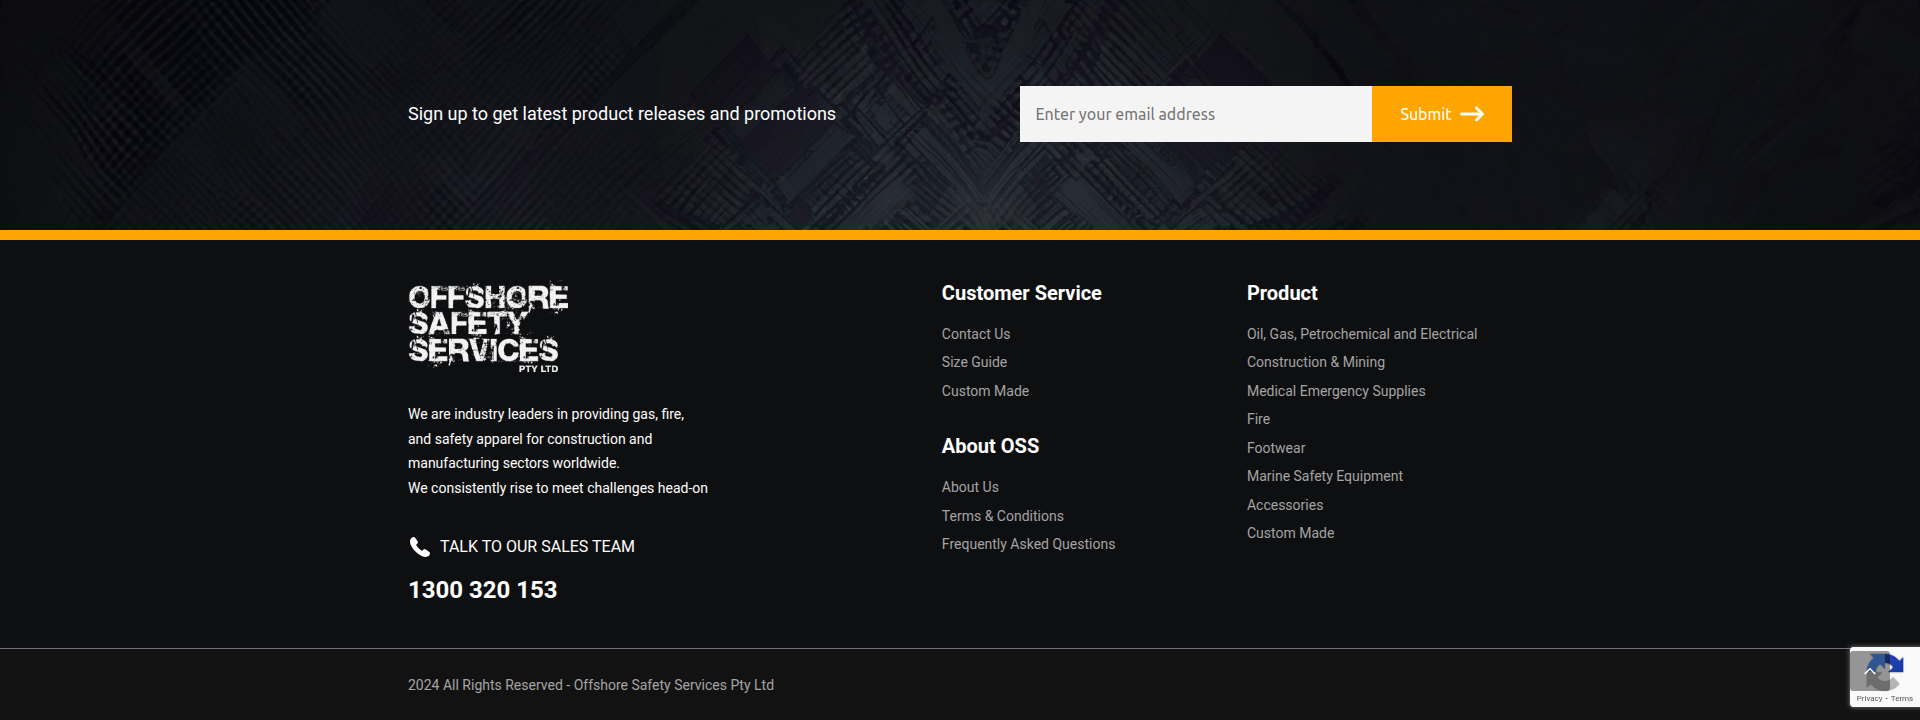 Sign up to get latest product releases and promotions
Enter your email address
Submit
OFFSHORE
SAFETY
SERVICES
PTY LTD
We are industry leaders in providing gas, fire,
and safety apparel for construction and
manufacturing sectors worldwide.
We consistently rise to meet challenges head-on
TALK TO OUR SALES TEAM
1300 320 153
Customer Service
Contact Us
Size Guide
Custom Made
About OSS
About Us
Terms & Conditions
Frequently Asked Questions
Product
Oil, Gas, Petrochemical and Electrical
Construction & Mining
Medical Emergency Supplies
Fire
Footwear
Marine Safety Equipment
Accessories
Custom Made
2024 All Rights Reserved - Offshore Safety Services Pty Ltd
Privacy - Terms